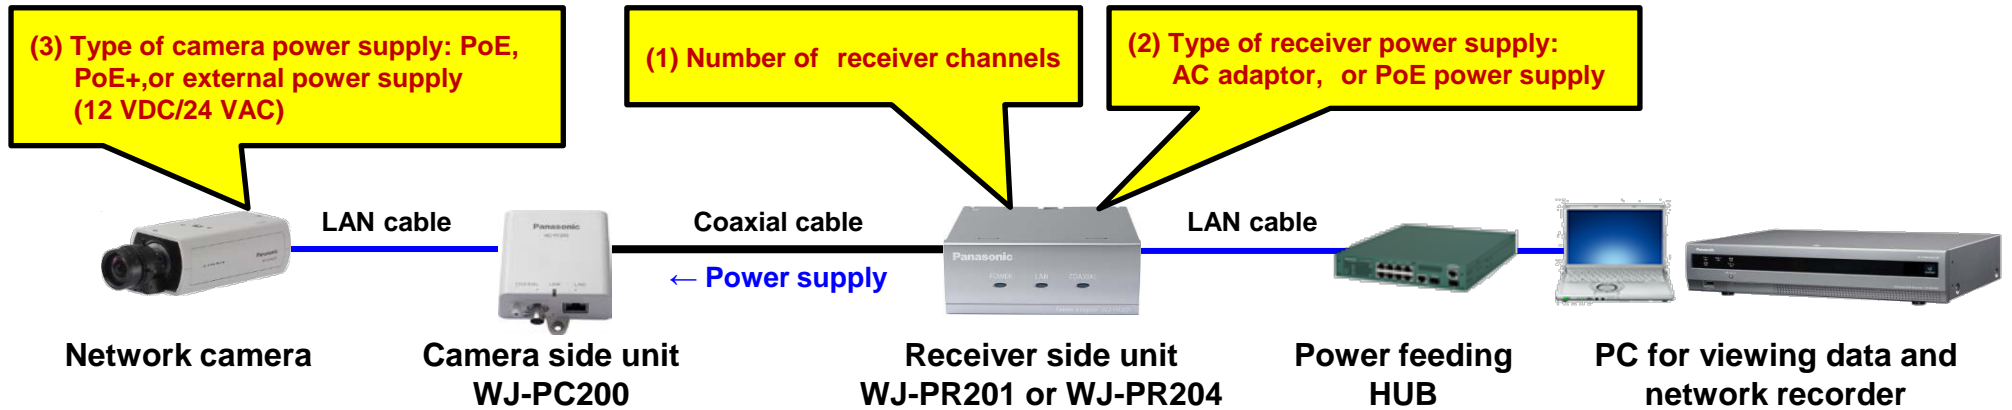 (3) Type of camera power supply: PoE,
PoE+,or external power supply
(12 VDC/24 VAC)
(1) Number of receiver channels
(2) Type of receiver power supply:
AC adaptor, or PoE power supply
LAN cable
Coaxial cable
LAN cable
← Power supply
Panasonic
Panasonic
POWER LAN COAXIAL
Network camera
Camera side unit
WJ-PC200
Receiver side unit
WJ-PR201 or WJ-PR204
Power feeding
HUB
PC for viewing data and
network recorder